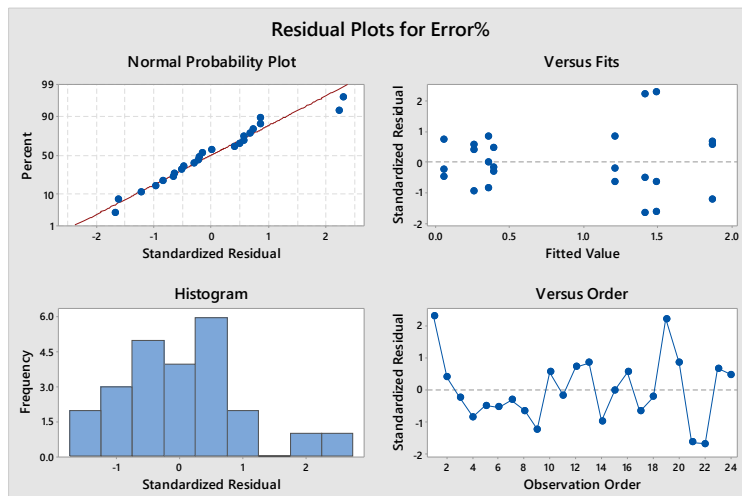 Residual Plots for Error%
Normal Probability Plot
99
90
50
10
1
Percent
-2 -1 0 1 2
Standardized Residual
Versus Fits
2
1
0
-1
-2
Standardized Residual
0.0 0.5 1.0 1.5 2.0
Fitted Value
Histogram
6.0
4.5
3.0
1.5
0.0
Frequency
-1 0 1 2
Standardized Residual
Versus Order
2
1
0
-1
-2
Standardized Residual
2 4 6 8 10 12 14 16 18 20 22 24
Observation Order